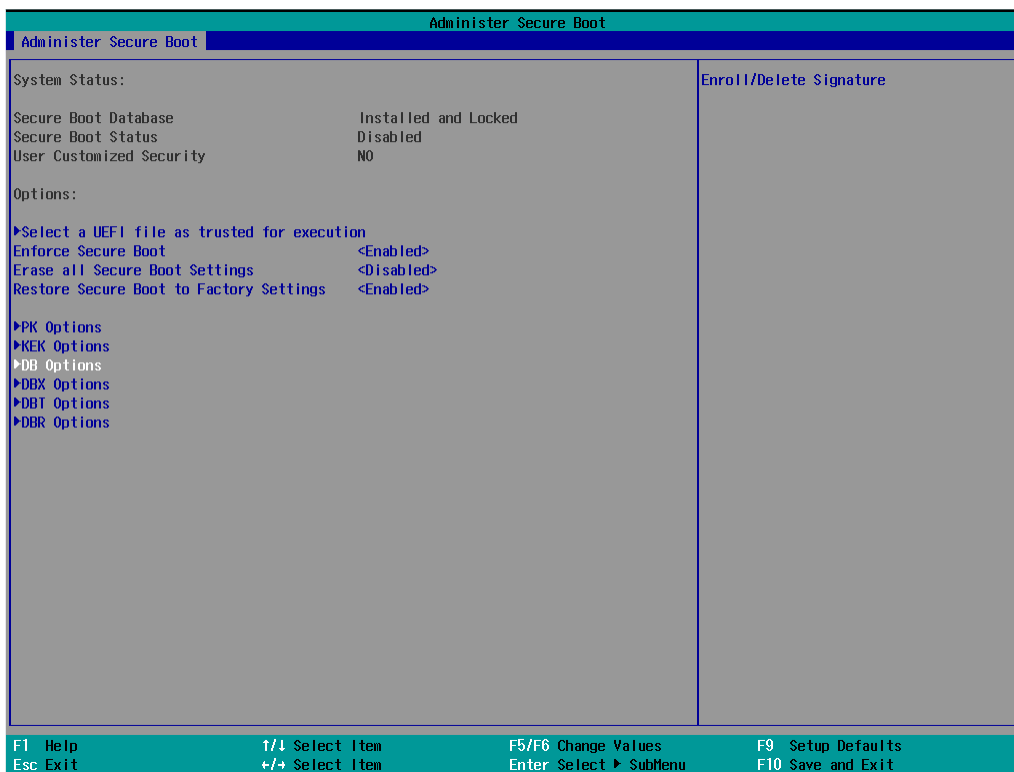 Administer Secure Boot
Administer Secure Boot
System Status:
Enroll/Delete Signature
Secure Boot Database Installed and Locked
Secure Boot Status Disabled
User Customized Security NO
Options:
▶Select a UEFI file as trusted for execution
Enforce Secure Boot <Enabled>
Erase all Secure Boot Settings <Disabled>
Restore Secure Boot to Factory Settings <Enabled>
▶PK Options
▶KEK Options
▶DB Options
▶DBX Options
▶DBT Options
▶DBR Options
F1 Help ↑/↓ Select Item F5/F6 Change Values F9 Setup Defaults
Esc Exit ←/→ Select Item Enter Select ▶ SubMenu F10 Save and Exit